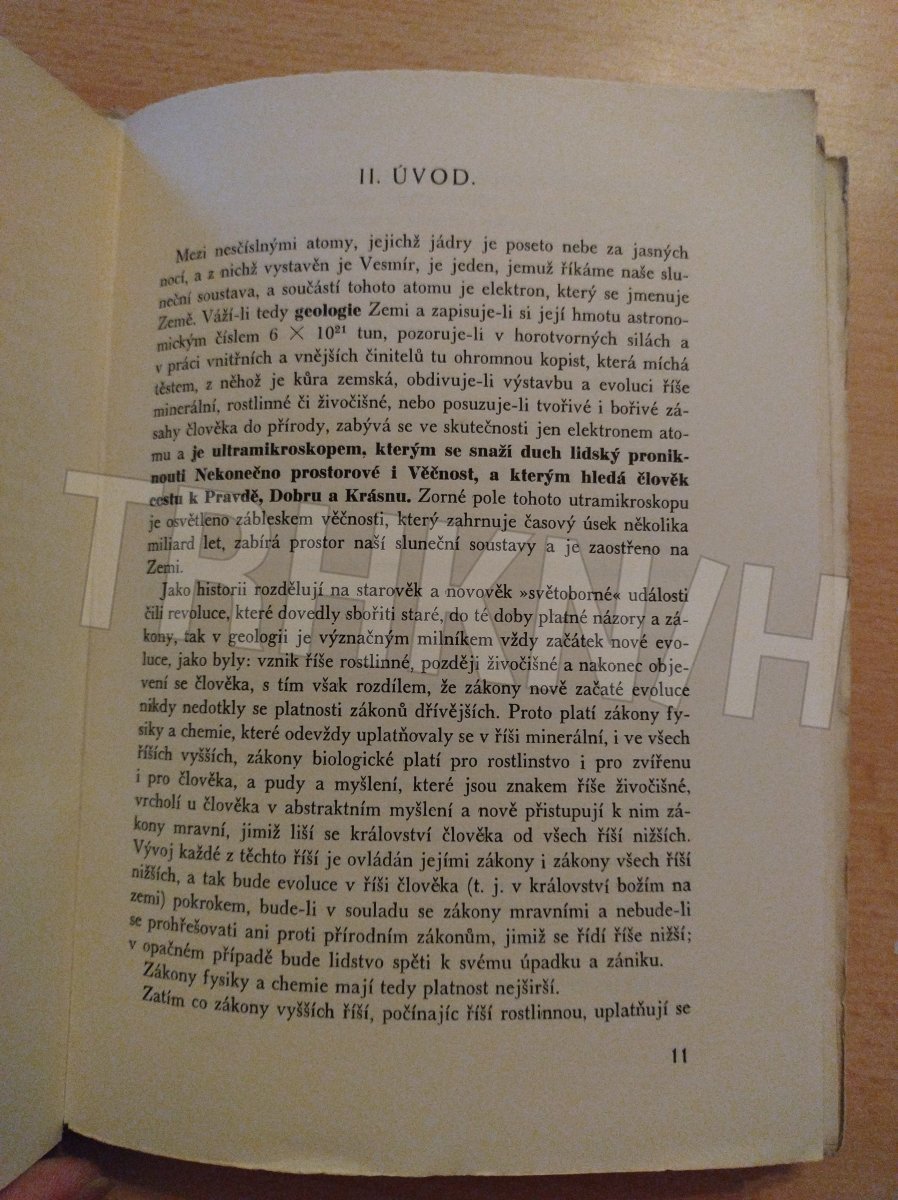 II. ÚVOD.
Mezi nesčíslnými atomy, jejichž jádry je poseto nebe za jasných
nocí, a z nichž vystavěn je Vesmír, je jeden, jemuž říkáme naše slu-
neční soustava, a součástí tohoto atomu je elektron, který se jmenuje
Země. Váží-li tedy geologie Zemi a zapisuje-li si její hmotu astrono-
mickým číslem 6 × 10²¹ tun, pozoruje-li v horotvorných silách a
v práci vnitřních a vnějších činitelů tu ohromnou kopist, která míchá
těstem, z něhož je kůra zemská, obdivuje-li výstavbu a evoluci říše
minerální, rostlinné či živočišné, nebo posuzuje-li tvořivé i bořivé zá-
sahy člověka do přírody, zabývá se ve skutečnosti jen elektronem ato-
mu a je ultramikroskopem, kterým se snaží duch lidský pronik-
nouti Nekonečno prostorové i Věčnost, a kterým hledá člověk
cestu k Pravdě, Dobru a Krásnu. Zorné pole tohoto utramikroskopu
je osvětleno zábleskem věčnosti, který zahrnuje časový úsek několika
miliard let, zabírá prostor naší sluneční soustavy a je zaostřeno na
Zemi.
Jako historii rozdělují na starověk a novověk »světoborné« události
čili revoluce, které dovedly sbořiti staré, do té doby platné názory a zá-
kony, tak v geologii je význačným milníkem vždy začátek nové evo-
luce, jako byly: vznik říše rostlinné, později živočišné a nakonec obje-
vení se člověka, s tím však rozdílem, že zákony nově začaté evoluce
nikdy nedotkly se platnosti zákonů dřívějších. Proto platí zákony fy-
siky a chemie, které odevždy uplatňovaly se v říši minerální, i ve všech
říších vyšších, zákony biologické platí pro rostlinstvo i pro zvířenu
i pro člověka, a pudy a myšlení, které jsou znakem říše živočišné,
vrcholí u člověka v abstraktním myšlení a nově přistupují k nim zá-
kony mravní, jimiž liší se království člověka od všech říší nižších.
Vývoj každé z těchto říší je ovládán jejími zákony i zákony všech říší
nižších, a tak bude evoluce v říši člověka (t. j. v království božím na
zemi) pokrokem, bude-li v souladu se zákony mravními a nebude-li
se prohřešovati ani proti přírodním zákonům, jimiž se řídí říše nižší;
v opačném případě bude lidstvo spěti k svému úpadku a zániku.
Zákony fysiky a chemie mají tedy platnost nejširší.
Zatím co zákony vyšších říší, počínajíc říší rostlinnou, uplatňují se
11
TRHKNIH